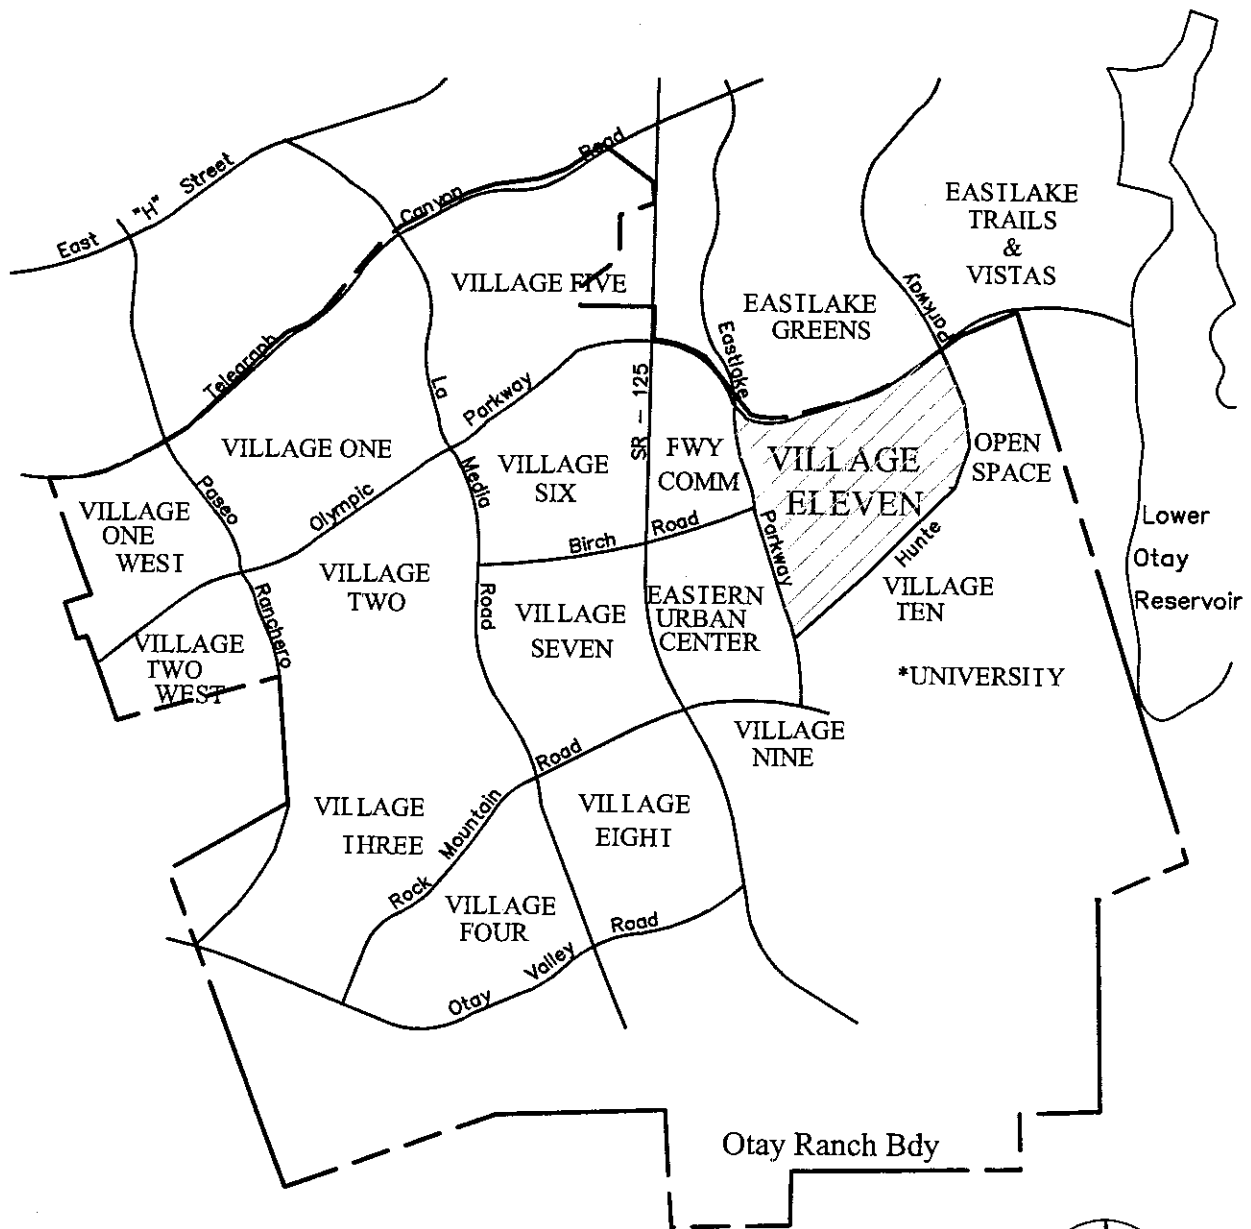 East "H" Street
Telegraph Canyon Road
EASTLAKE
TRAILS
&
VISTAS
VILLAGE FIVE
EASTLAKE
GREENS
Eastlake Parkway
Hunte Parkway
La Media Road
SR - 125
Olympic Parkway
VILLAGE ONE
VILLAGE
SIX
FWY
COMM
VILLAGE
ELEVEN
OPEN
SPACE
Paseo Ranchero
VILLAGE
ONE
WEST
Birch Road
Lower
Otay
Reservoir
VILLAGE
TWO
VILLAGE
SEVEN
EASTERN
URBAN
CENTER
VILLAGE
TEN
VILLAGE
TWO
WEST
*UNIVERSITY
VILLAGE
NINE
Rock Mountain Road
VILLAGE
THREE
VILLAGE
EIGHT
VILLAGE
FOUR
Otay Valley Road
Otay Ranch Bdy